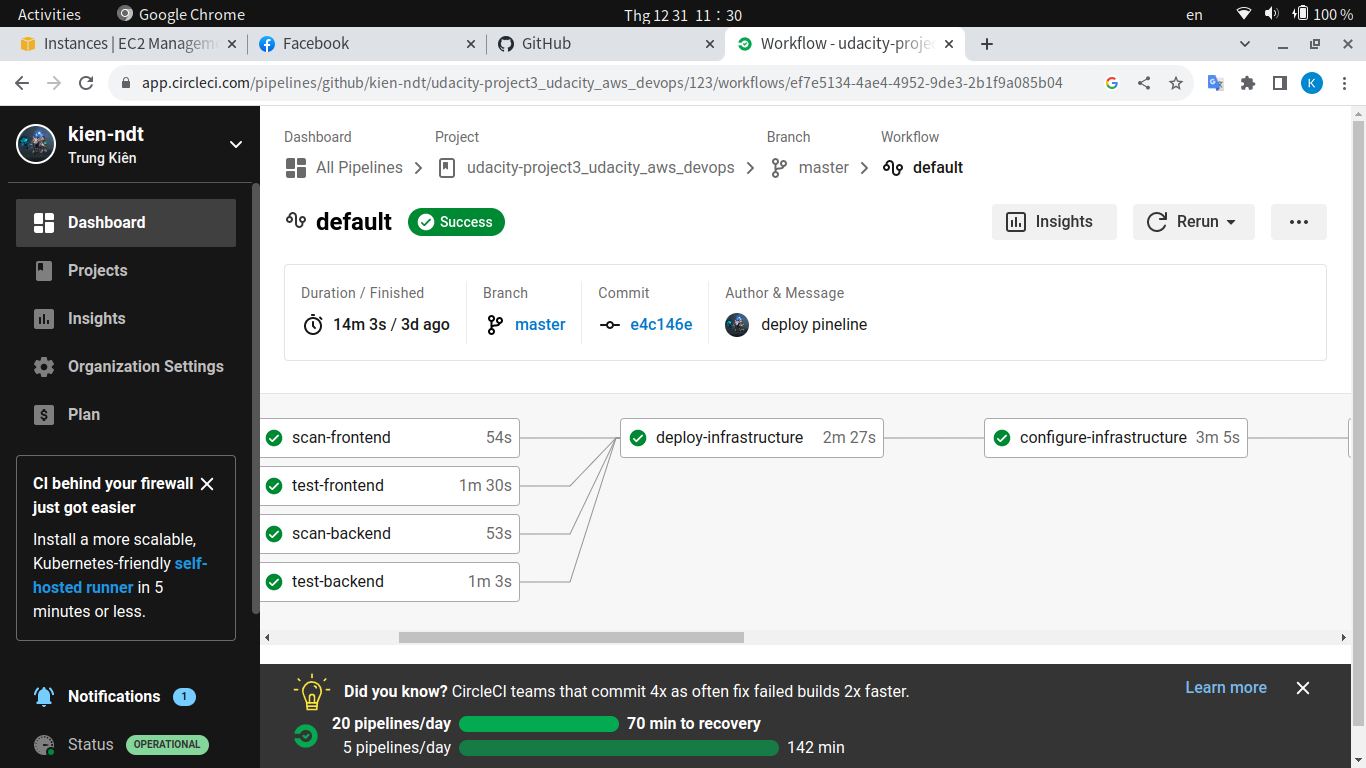 Activities Google Chrome Thg 12 31 11:30 en 100 %
Instances | EC2 Managem Facebook GitHub Workflow - udacity-proje
app.circleci.com/pipelines/github/kien-ndt/udacity-project3_udacity_aws_devops/123/workflows/ef7e5134-4ae4-4952-9de3-2b1f9a085b04 K
kien-ndt
Trung Kiên
Dashboard
Projects
Insights
Organization Settings
Plan
CI behind your firewall
just got easier
Install a more scalable,
Kubernetes-friendly self-
hosted runner in 5
minutes or less.
Notifications 1
Status OPERATIONAL
Dashboard Project Branch Workflow
All Pipelines udacity-project3_udacity_aws_devops master default
default Success Insights Rerun
Duration / Finished Branch Commit Author & Message
14m 3s / 3d ago master e4c146e deploy pineline
scan-frontend 54s deploy-infrastructure 2m 27s configure-infrastructure 3m 5s
test-frontend 1m 30s
scan-backend 53s
test-backend 1m 3s
Did you know? CircleCI teams that commit 4x as often fix failed builds 2x faster. Learn more
20 pipelines/day 70 min to recovery
5 pipelines/day 142 min